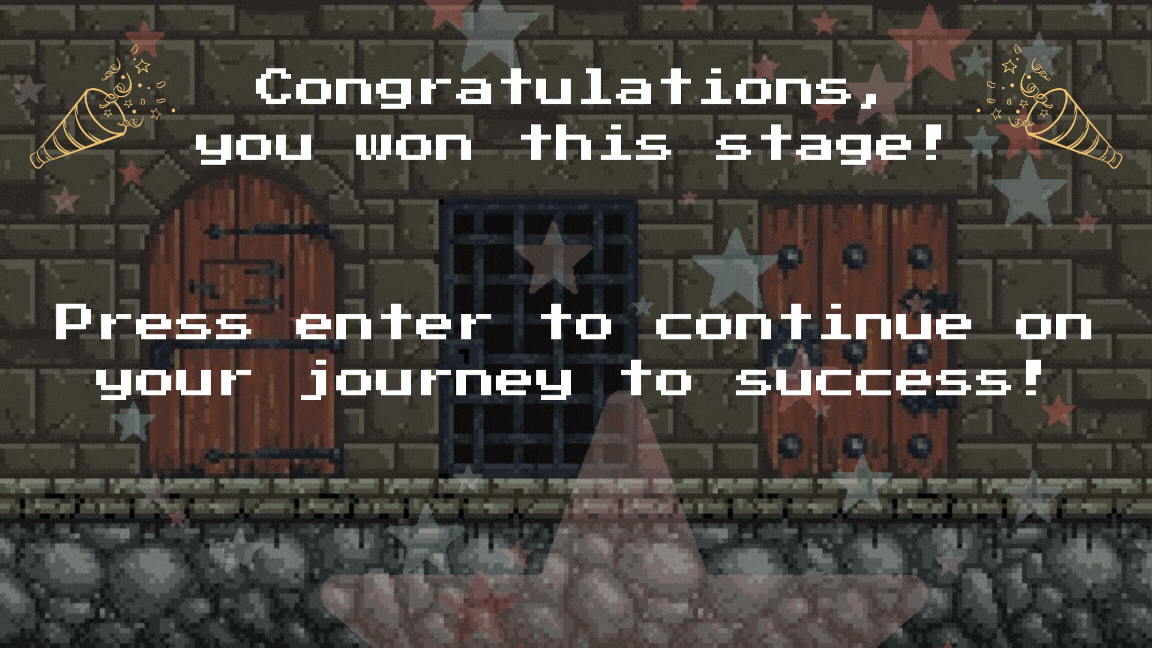 Congratulations,
you won this stage!
Press enter to continue on
your journey to success!